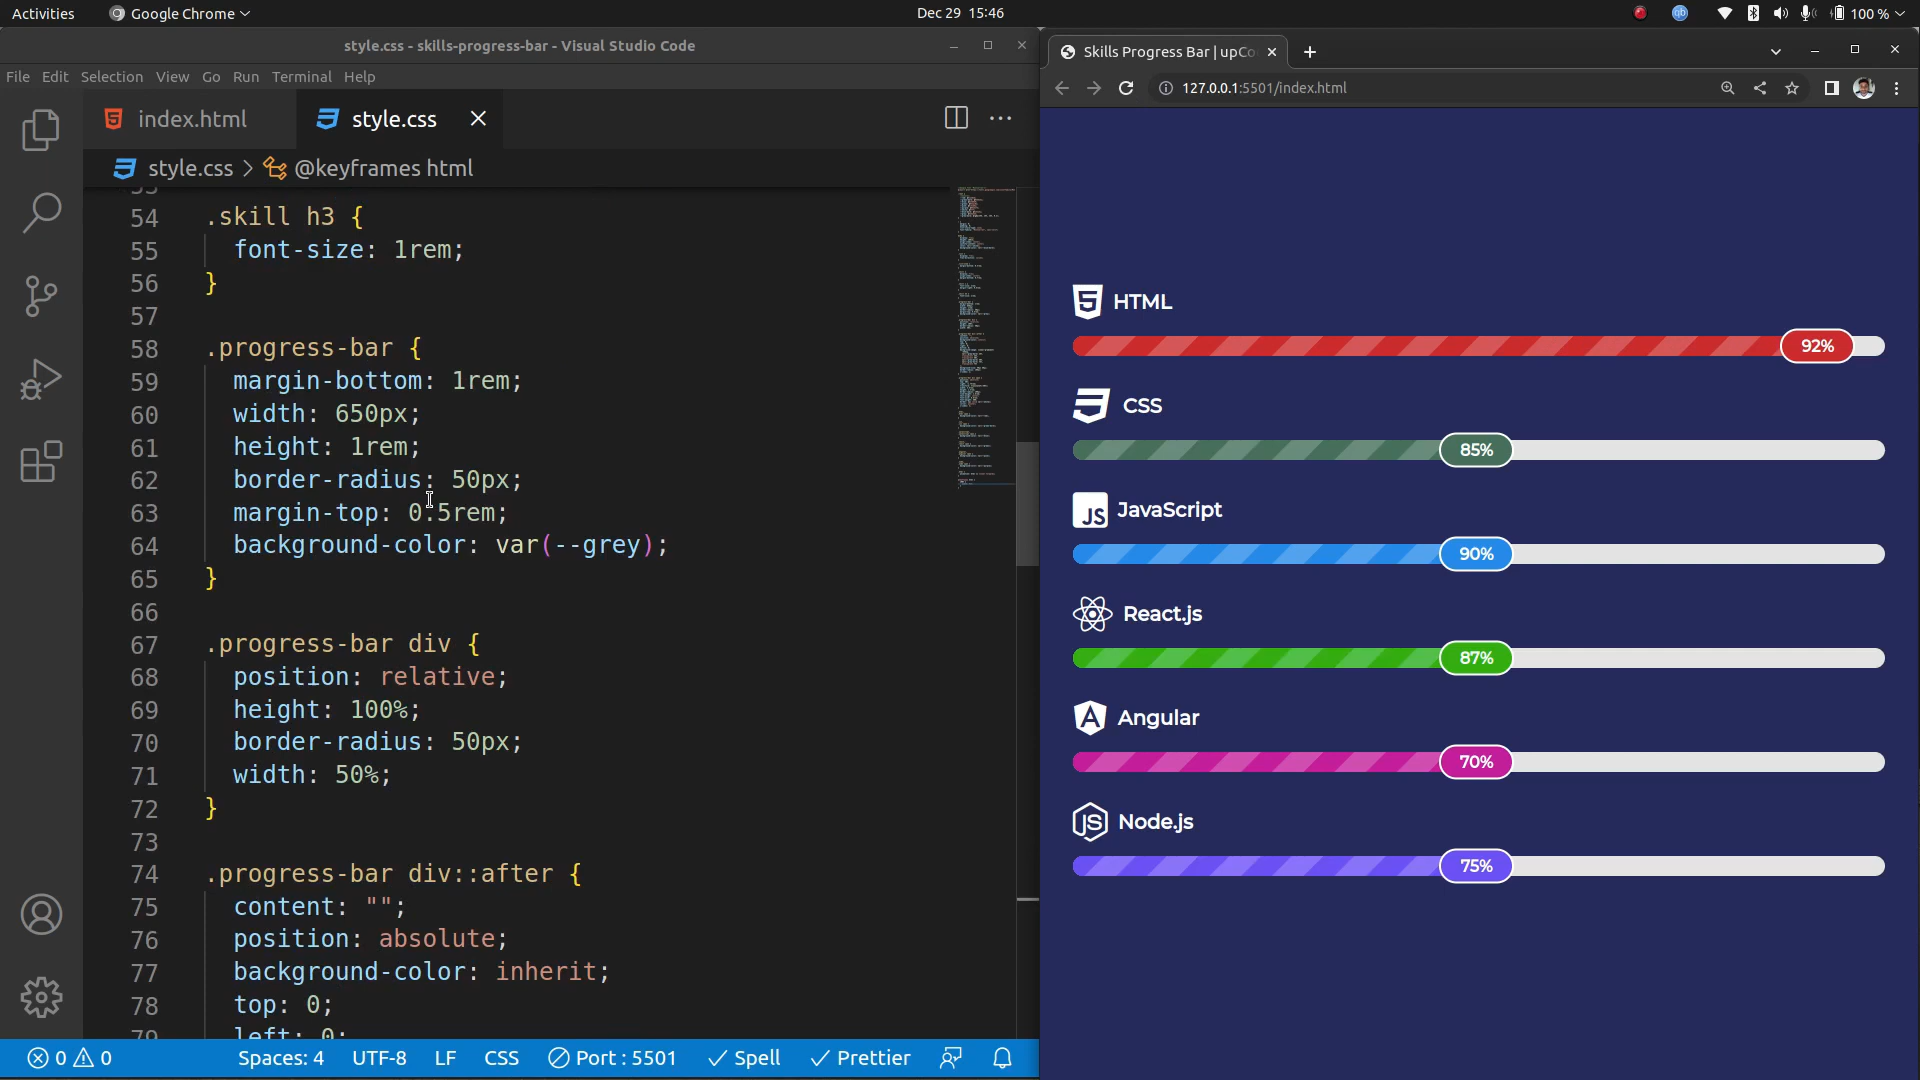 Activities Google Chrome Dec 29 15:46 100 %
style.css - skills-progress-bar - Visual Studio Code
File Edit Selection View Go Run Terminal Help
index.html style.css
style.css > @keyframes html
54 .skill h3 {
55 font-size: 1rem;
56 }
57
58 .progress-bar {
59 margin-bottom: 1rem;
60 width: 650px;
61 height: 1rem;
62 border-radius: 50px;
63 margin-top: 0.5rem;
64 background-color: var(--grey);
65 }
66
67 .progress-bar div {
68 position: relative;
69 height: 100%;
70 border-radius: 50px;
71 width: 50%;
72 }
73
74 .progress-bar div::after {
75 content: "";
76 position: absolute;
77 background-color: inherit;
78 top: 0;
79 left: 0;
0 0 Spaces: 4 UTF-8 LF CSS Port : 5501 Spell Prettier
Skills Progress Bar | upCo
127.0.0.1:5501/index.html
5 HTML
92%
CSS
85%
JS JavaScript
90%
React.js
87%
A Angular
70%
JS Node.js
75%